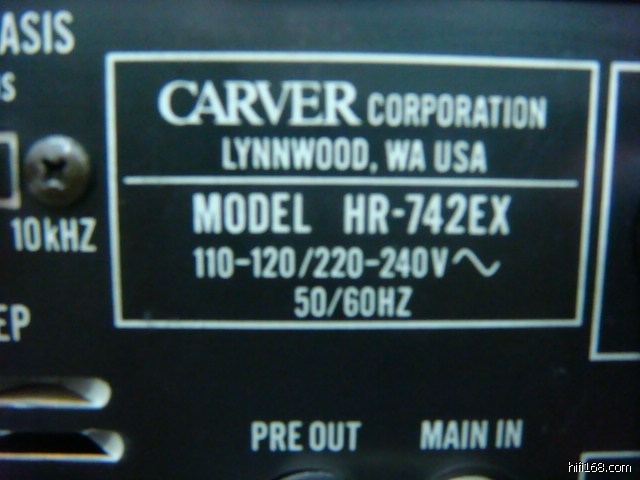 ASIS
CARVER CORPORATION
LYNNWOOD, WA USA
MODEL HR-742EX
10kHZ
110-120/220-240V~
50/60HZ
EP
PRE OUT MAIN IN
hifi168.com